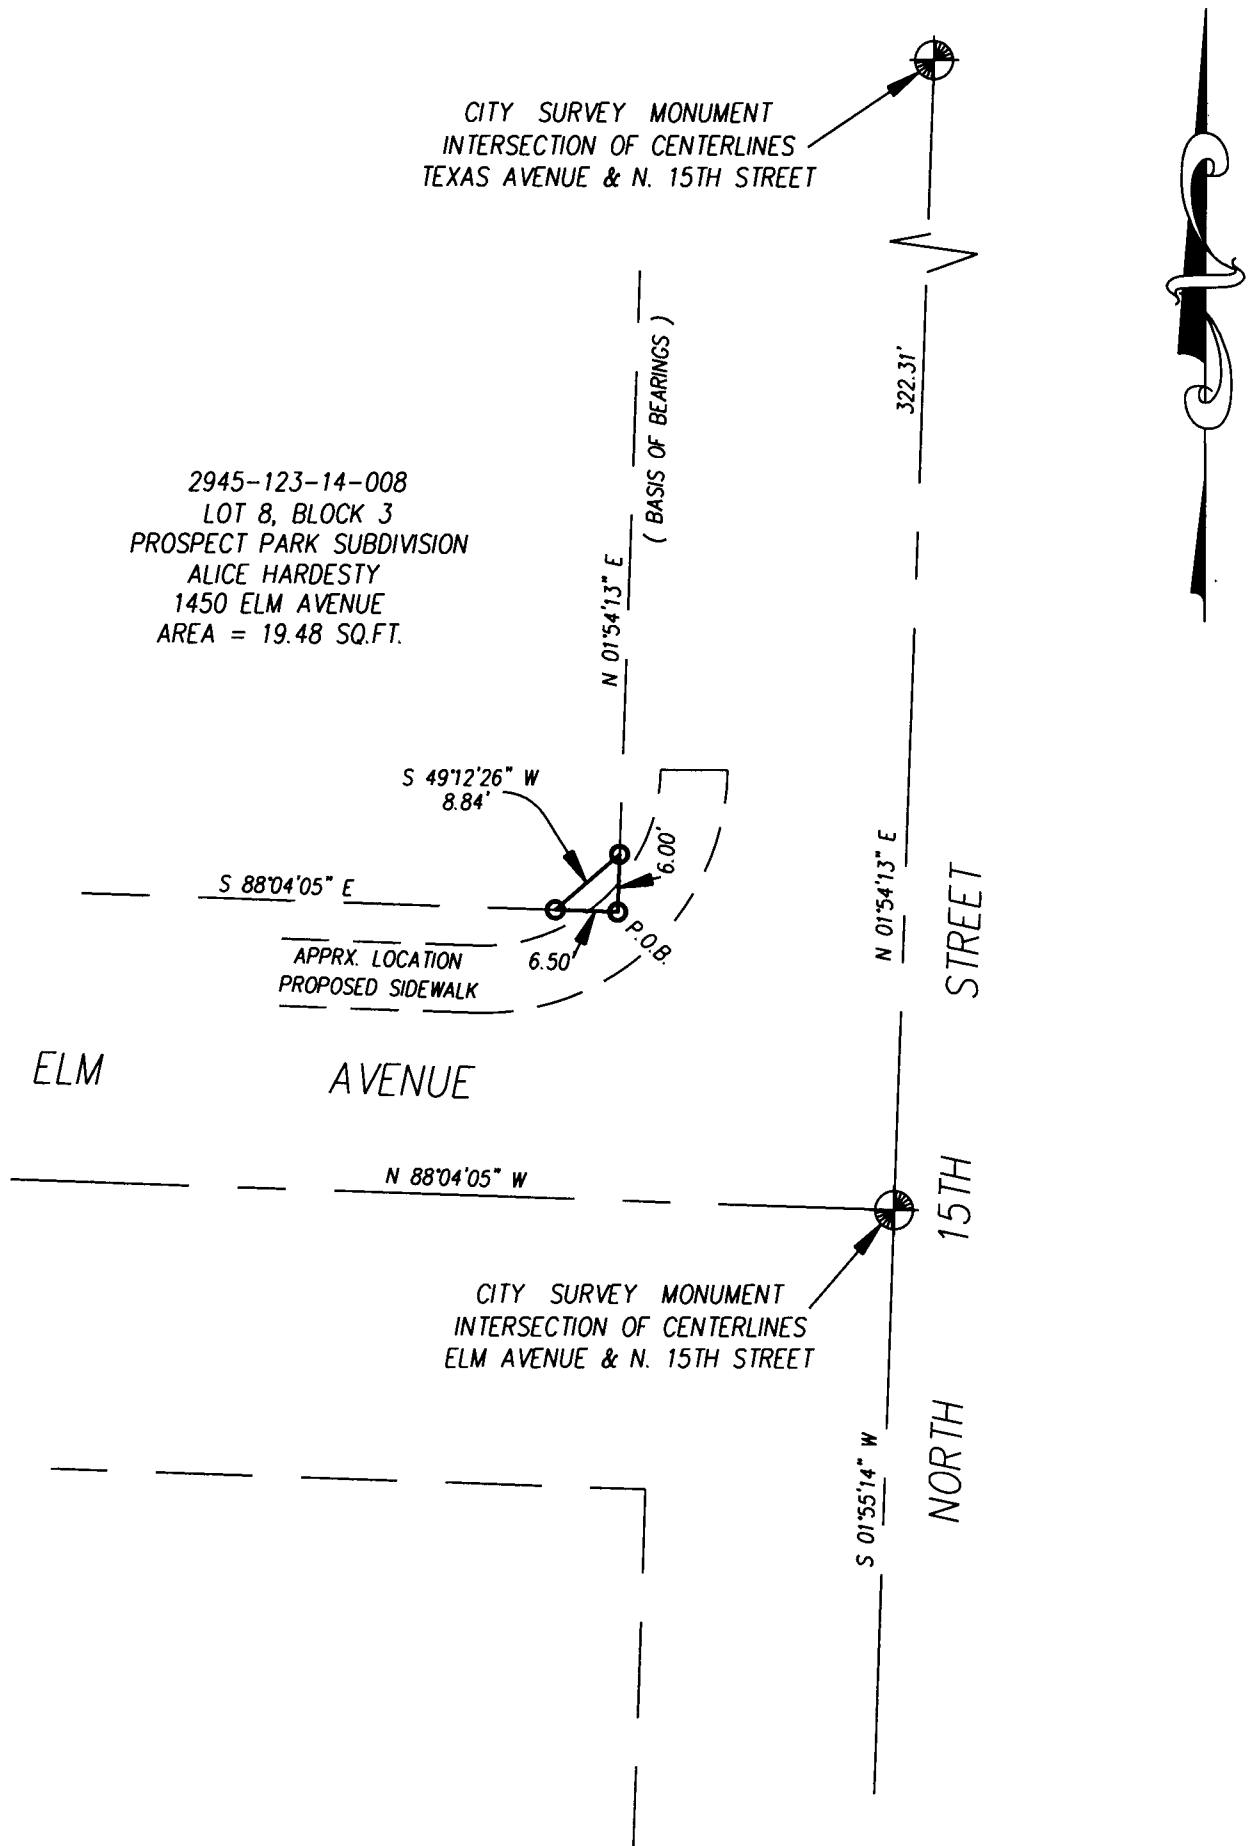 CITY SURVEY MONUMENT
INTERSECTION OF CENTERLINES
TEXAS AVENUE & N. 15TH STREET
322.31'
( BASIS OF BEARINGS )
N 01°54'13" E
2945-123-14-008
LOT 8, BLOCK 3
PROSPECT PARK SUBDIVISION
ALICE HARDESTY
1450 ELM AVENUE
AREA = 19.48 SQ.FT.
S 49°12'26" W
8.84'
6.00'
S 88°04'05" E
P.O.B.
6.50'
APPRX. LOCATION
PROPOSED SIDEWALK
N 01°54'13" E
ELM AVENUE
N 88°04'05" W
NORTH 15TH STREET
CITY SURVEY MONUMENT
INTERSECTION OF CENTERLINES
ELM AVENUE & N. 15TH STREET
S 01°55'14" W